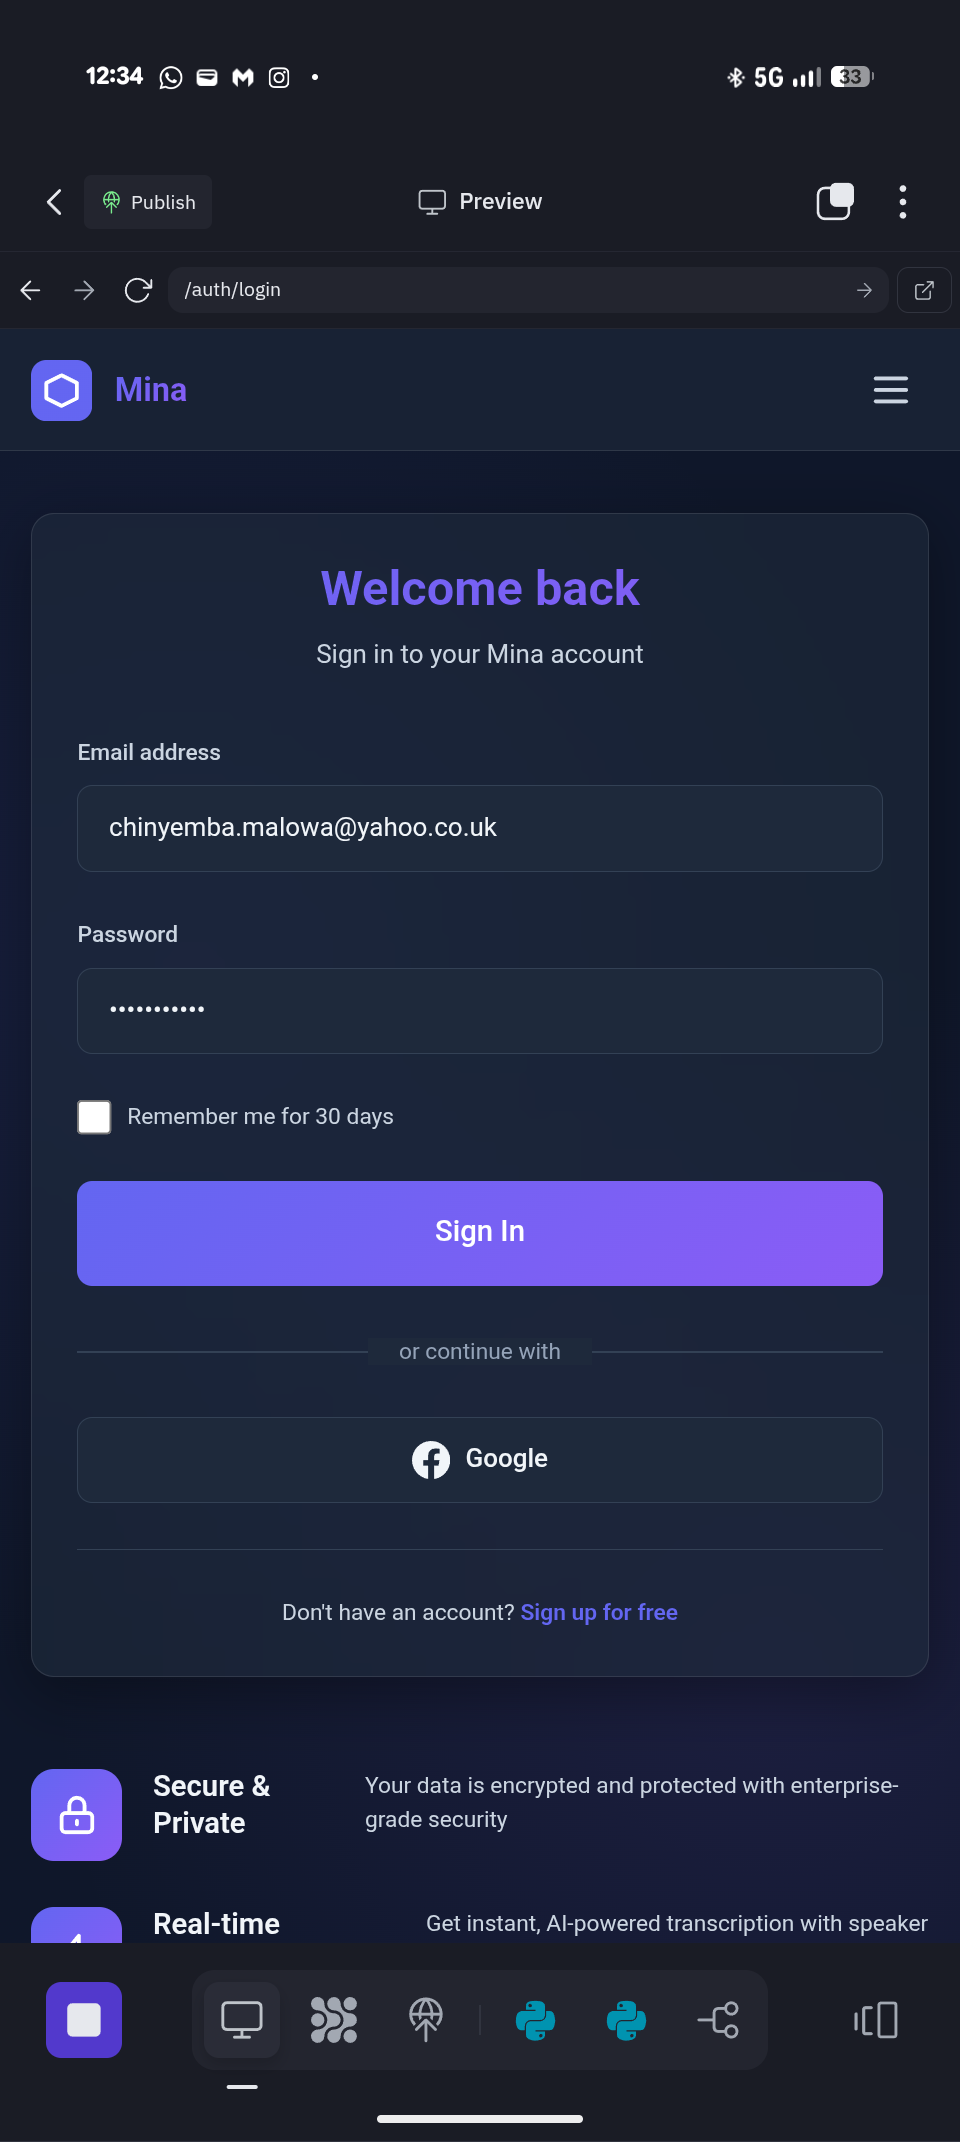 12:34
5G
33
Publish
Preview
/auth/login
Mina
Welcome back
Sign in to your Mina account
Email address
chinyemba.malowa@yahoo.co.uk
Password
•••••••••••
Remember me for 30 days
Sign In
or continue with
Google
Don't have an account? Sign up for free
Secure &
Private
Your data is encrypted and protected with enterprise-
grade security
Real-time
Get instant, AI-powered transcription with speaker